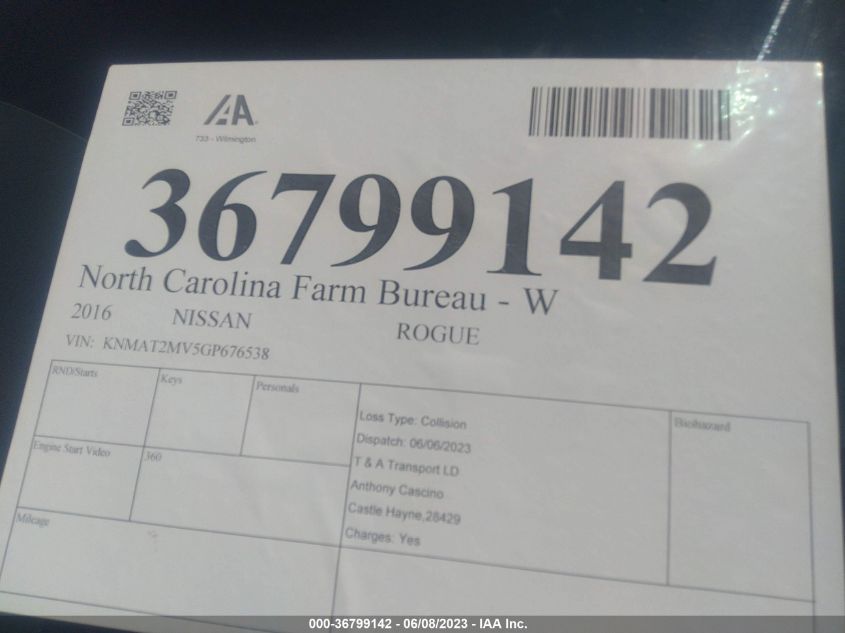 IAA
733 - Wilmington
36799142
North Carolina Farm Bureau - W
2016 NISSAN ROGUE
VIN: KNMAT2MV5GP676538
RND/Starts Keys Personals
Loss Type: Collision
Biohazard
Dispatch: 06/06/2023
Engine Start Video 360
T & A Transport LD
Anthony Cascino
Castle Hayne,28429
Mileage
Charges: Yes
000-36799142 - 06/08/2023 - IAA Inc.